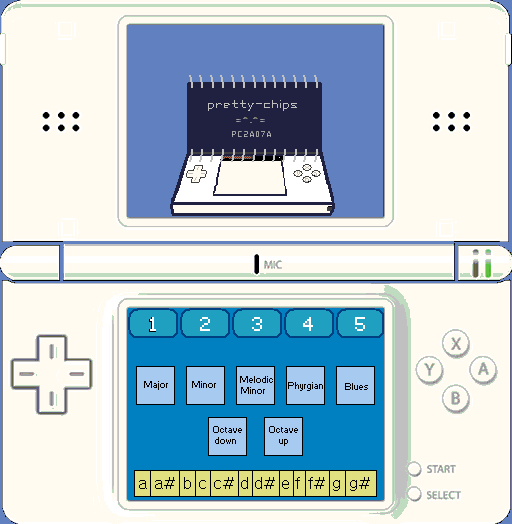 pretty-chips
=^.^=
PC2A07A
MIC
1 2 3 4 5
Major Minor Melodic Minor Phyrgian Blues
Octave down Octave up
a a# b c c# d d# e f f# g g#
X
Y A
B
START
SELECT